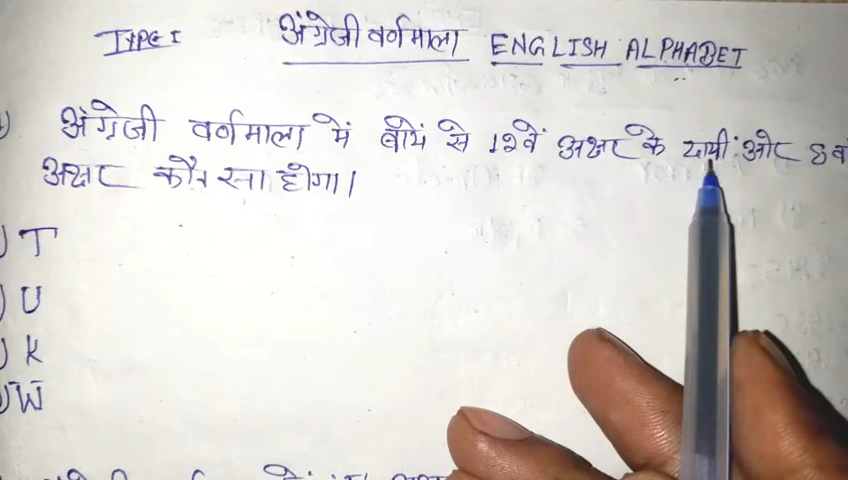 TYPE I अंग्रेजी वर्णमाला ENGLISH ALPHABET
अंग्रेजी वर्णमाला में बायें से 12वें अक्षर के दायीं ओर 8वां
अक्षर कौन सा होगा।
T
U
K
W